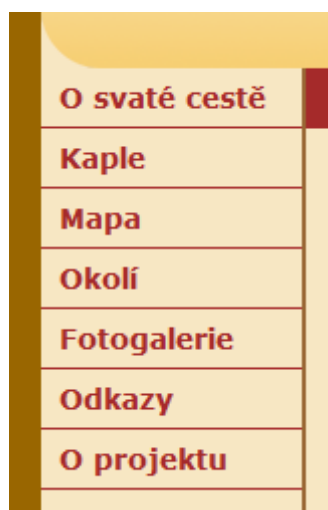 O svaté cestě
Kaple
Mapa
Okolí
Fotogalerie
Odkazy
O projektu